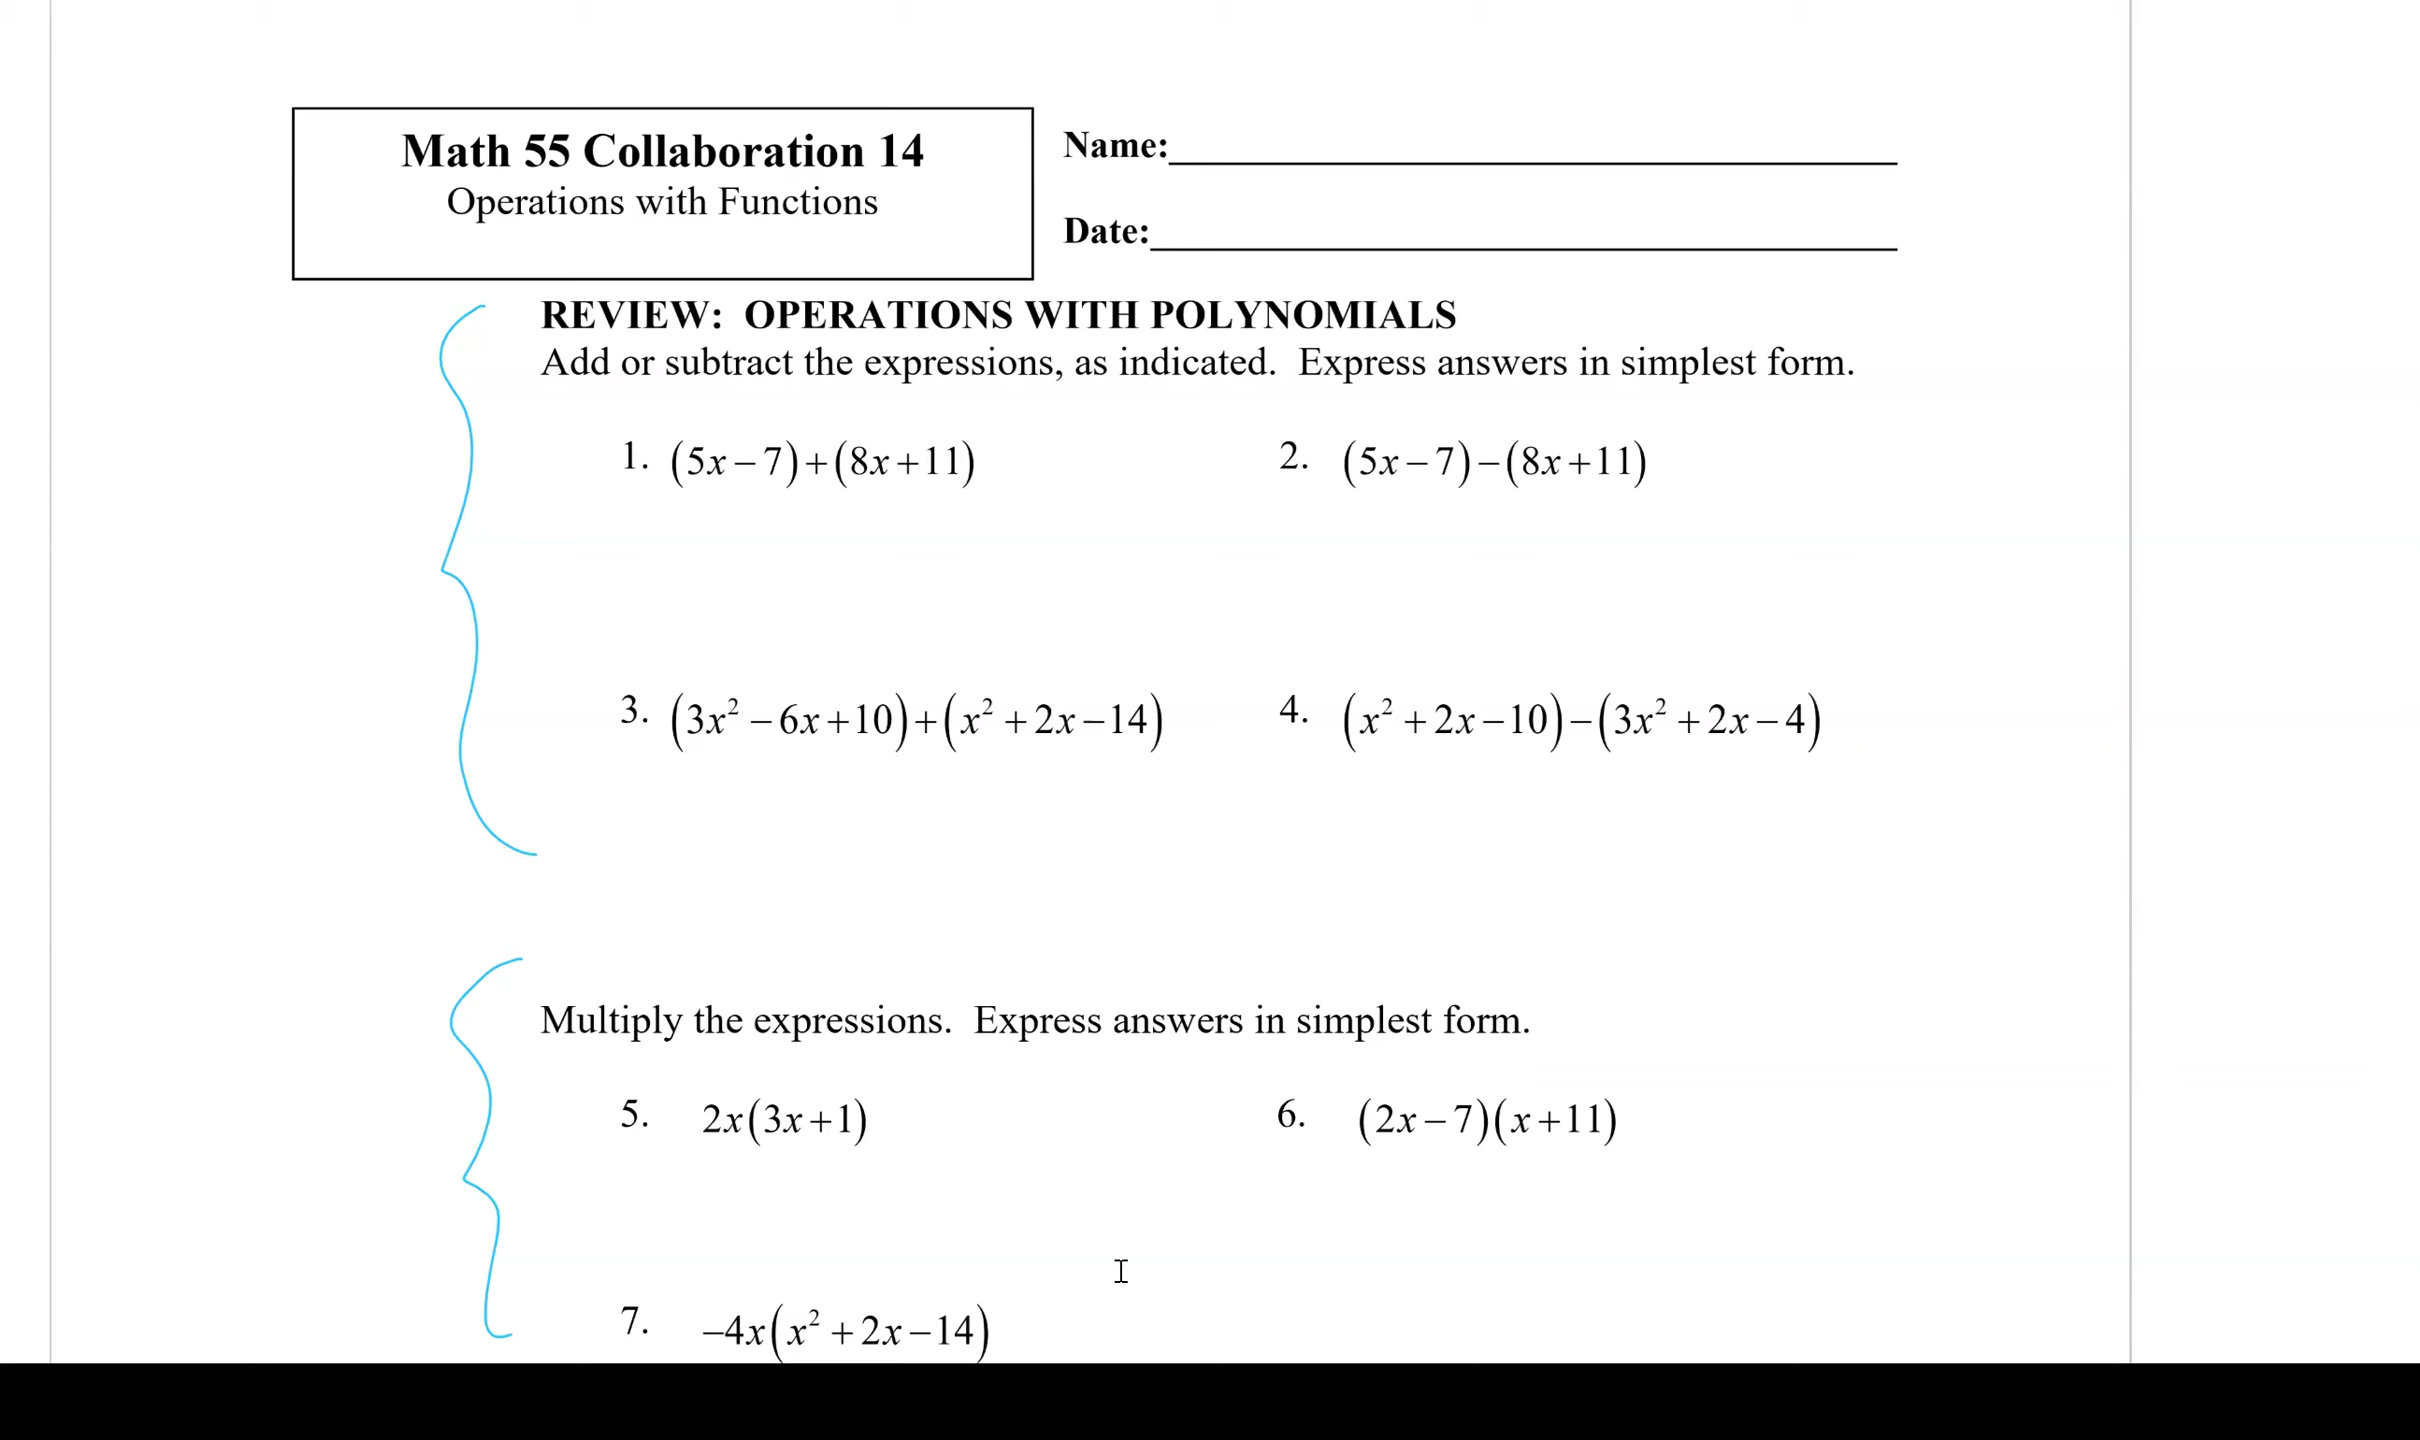 Math 55 Collaboration 14
Operations with Functions
Name:
Date:
REVIEW: OPERATIONS WITH POLYNOMIALS
Add or subtract the expressions, as indicated. Express answers in simplest form.
1. (5x − 7) + (8x + 11)
2. (5x − 7) − (8x + 11)
3. (3x² − 6x + 10) + (x² + 2x − 14)
4. (x² + 2x − 10) − (3x² + 2x − 4)
Multiply the expressions. Express answers in simplest form.
5. 2x(3x + 1)
6. (2x − 7)(x + 11)
7. −4x(x² + 2x − 14)